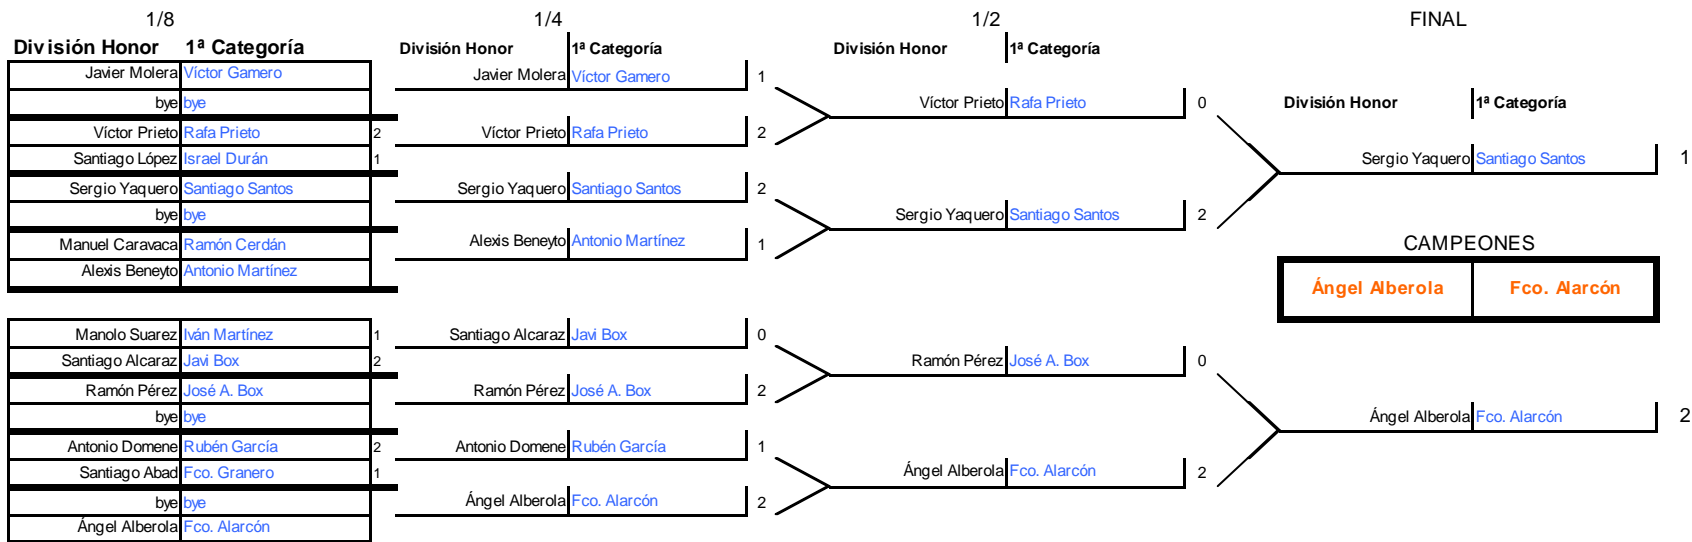 1/8 1/4 1/2 FINAL
División Honor 1ª Categoría División Honor 1ª Categoría División Honor 1ª Categoría
Javier Molera Víctor Gamero Javier Molera Víctor Gamero 1
bye bye Víctor Prieto Rafa Prieto 0 División Honor 1ª Categoría
Víctor Prieto Rafa Prieto 2 Víctor Prieto Rafa Prieto 2
Santiago López Israel Durán 1 Sergio Yaquero Santiago Santos 1
Sergio Yaquero Santiago Santos Sergio Yaquero Santiago Santos 2
bye bye Sergio Yaquero Santiago Santos 2
Manuel Caravaca Ramón Cerdán Alexis Beneyto Antonio Martínez 1 CAMPEONES
Alexis Beneyto Antonio Martínez
Ángel Alberola Fco. Alarcón
Manolo Suarez Iván Martínez 1 Santiago Alcaraz Javi Box 0
Santiago Alcaraz Javi Box 2 Ramón Pérez José A. Box 0
Ramón Pérez José A. Box Ramón Pérez José A. Box 2
bye bye Ángel Alberola Fco. Alarcón 2
Antonio Domene Rubén García 2 Antonio Domene Rubén García 1
Santiago Abad Fco. Granero 1 Ángel Alberola Fco. Alarcón 2
bye bye Ángel Alberola Fco. Alarcón 2
Ángel Alberola Fco. Alarcón